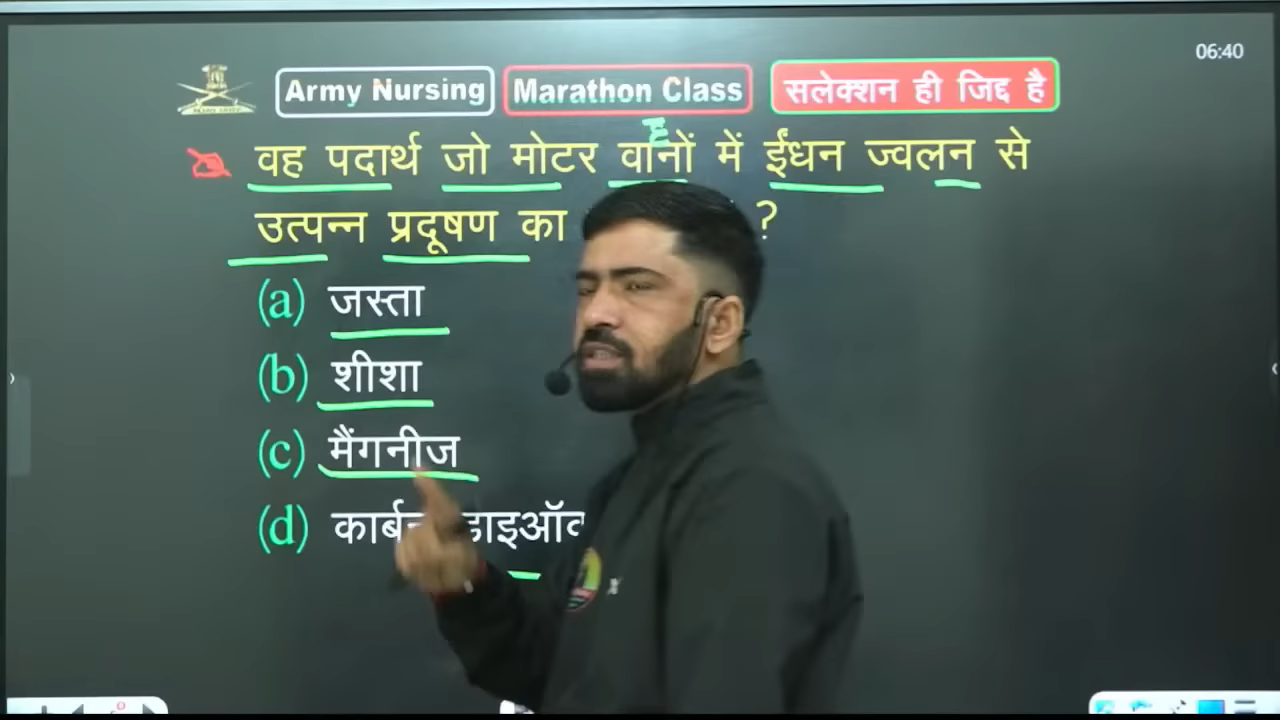 06:40
Army Nursing Marathon Class सलेक्शन ही जिद्द है
वह पदार्थ जो मोटर वानों में ईंधन ज्वलन से
उत्पन्न प्रदूषण का ?
(a) जस्ता
(b) शीशा
(c) मैंगनीज
(d)